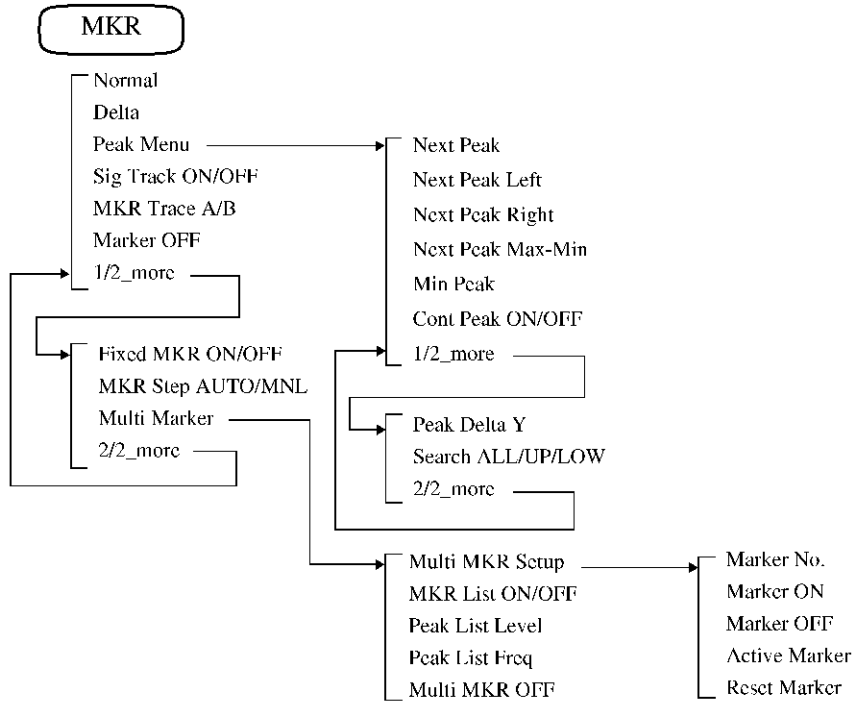 MKR
Normal
Delta
Peak Menu
Sig Track ON/OFF
MKR Trace A/B
Marker OFF
1/2_more
Fixed MKR ON/OFF
MKR Step AUTO/MNL
Multi Marker
2/2_more
Next Peak
Next Peak Left
Next Peak Right
Next Peak Max-Min
Min Peak
Cont Peak ON/OFF
1/2_more
Peak Delta Y
Search ALL/UP/LOW
2/2_more
Multi MKR Setup
MKR List ON/OFF
Peak List Level
Peak List Freq
Multi MKR OFF
Marker No.
Marker ON
Marker OFF
Active Marker
Reset Marker